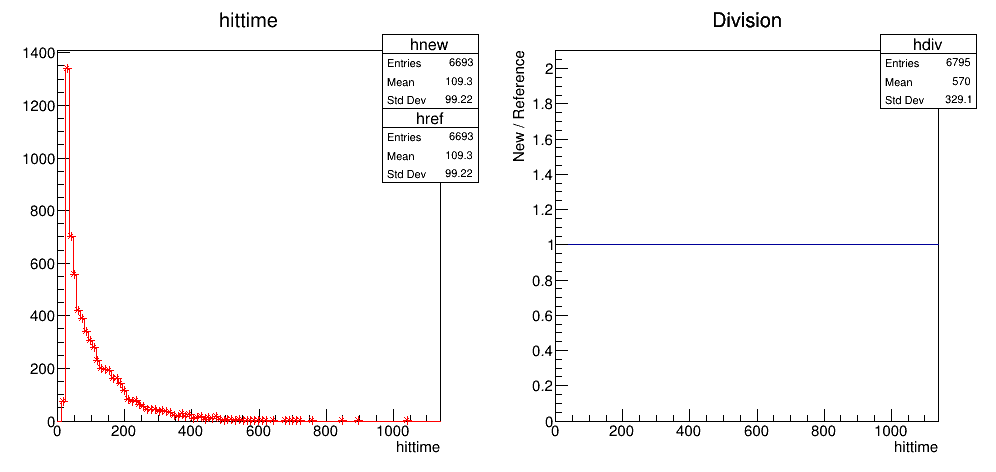 hittime
hnew
Entries 6693
Mean 109.3
Std Dev 99.22
href
Entries 6693
Mean 109.3
Std Dev 99.22
1400
1200
1000
800
600
400
200
0
0 200 400 600 800 1000
hittime
Division
hdiv
Entries 6795
Mean 570
Std Dev 329.1
New / Reference
2
1.8
1.6
1.4
1.2
1
0.8
0.6
0.4
0.2
0
0 200 400 600 800 1000
hittime